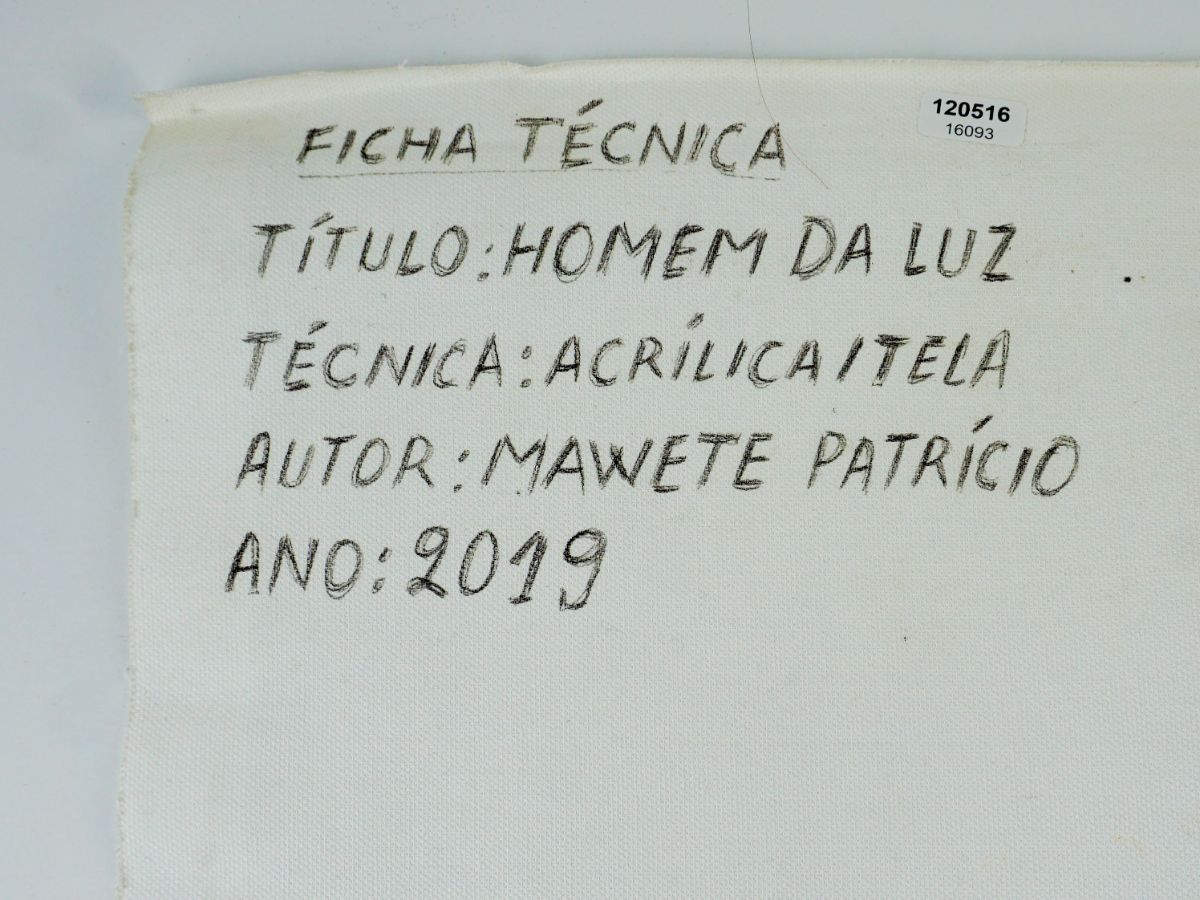 FICHA TÉCNICA
120516
16093
TÍTULO: HOMEM DA LUZ
TÉCNICA: ACRÍLICA/TELA
AUTOR: MAWETE PATRÍCIO
ANO: 2019